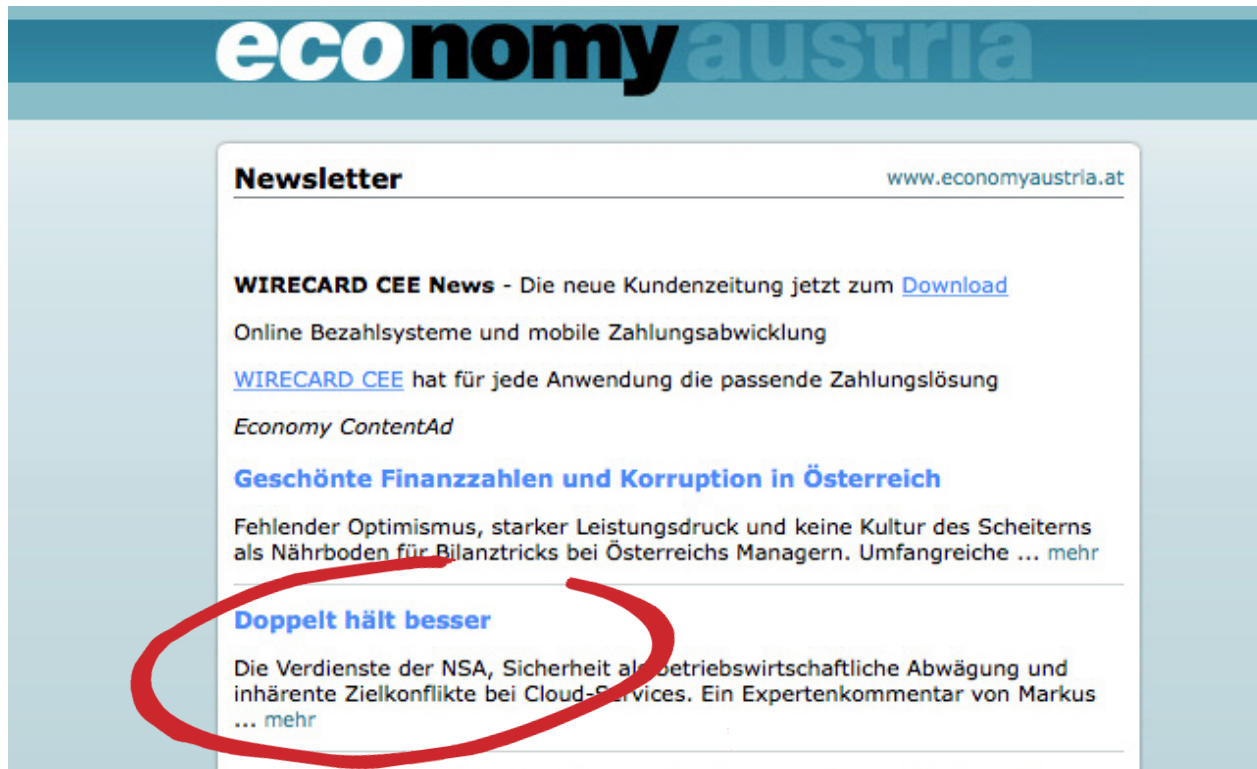 economyaustria
Newsletter www.economyaustria.at
WIRECARD CEE News - Die neue Kundenzeitung jetzt zum Download
Online Bezahlsysteme und mobile Zahlungsabwicklung
WIRECARD CEE hat für jede Anwendung die passende Zahlungslösung
Economy ContentAd
Geschönte Finanzzahlen und Korruption in Österreich
Fehlender Optimismus, starker Leistungsdruck und keine Kultur des Scheiterns
als Nährboden für Bilanztricks bei Österreichs Managern. Umfangreiche ... mehr
Doppelt hält besser
Die Verdienste der NSA, Sicherheit als betriebswirtschaftliche Abwägung und
inhärente Zielkonflikte bei Cloud-Services. Ein Expertenkommentar von Markus
... mehr